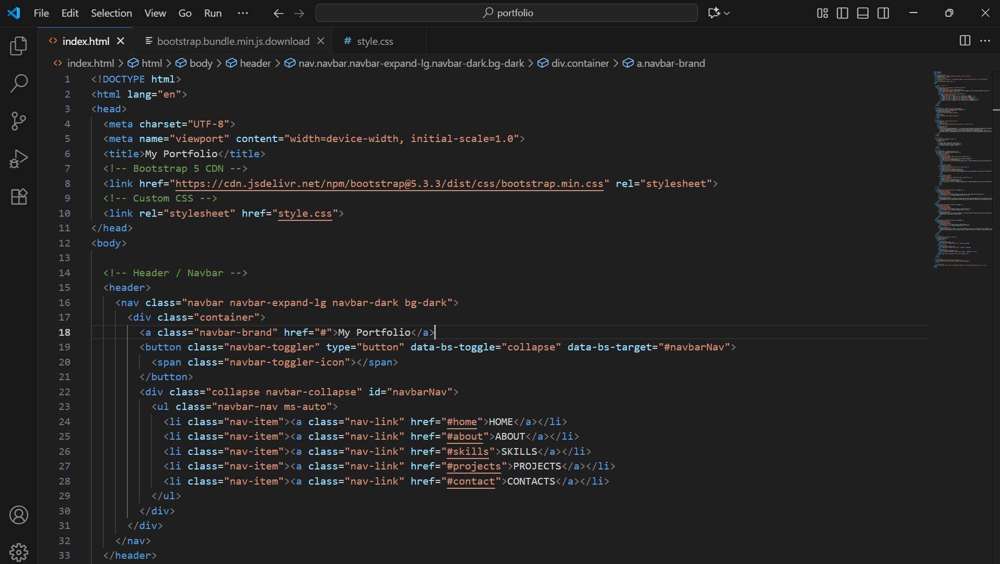 File Edit Selection View Go Run ··· portfolio
index.html bootstrap.bundle.min.js.download # style.css
index.html > html > body > header > nav.navbar.navbar-expand-lg.navbar-dark.bg-dark > div.container > a.navbar-brand
1 <!DOCTYPE html>
2 <html lang="en">
3 <head>
4 <meta charset="UTF-8">
5 <meta name="viewport" content="width=device-width, initial-scale=1.0">
6 <title>My Portfolio</title>
7 <!-- Bootstrap 5 CDN -->
8 <link href="https://cdn.jsdelivr.net/npm/bootstrap@5.3.3/dist/css/bootstrap.min.css" rel="stylesheet">
9 <!-- Custom CSS -->
10 <link rel="stylesheet" href="style.css">
11 </head>
12 <body>
13
14 <!-- Header / Navbar -->
15 <header>
16 <nav class="navbar navbar-expand-lg navbar-dark bg-dark">
17 <div class="container">
18 <a class="navbar-brand" href="#">My Portfolio</a>
19 <button class="navbar-toggler" type="button" data-bs-toggle="collapse" data-bs-target="#navbarNav">
20 <span class="navbar-toggler-icon"></span>
21 </button>
22 <div class="collapse navbar-collapse" id="navbarNav">
23 <ul class="navbar-nav ms-auto">
24 <li class="nav-item"><a class="nav-link" href="#home">HOME</a></li>
25 <li class="nav-item"><a class="nav-link" href="#about">ABOUT</a></li>
26 <li class="nav-item"><a class="nav-link" href="#skills">SKILLS</a></li>
27 <li class="nav-item"><a class="nav-link" href="#projects">PROJECTS</a></li>
28 <li class="nav-item"><a class="nav-link" href="#contact">CONTACTS</a></li>
29 </ul>
30 </div>
31 </div>
32 </nav>
33 </header>